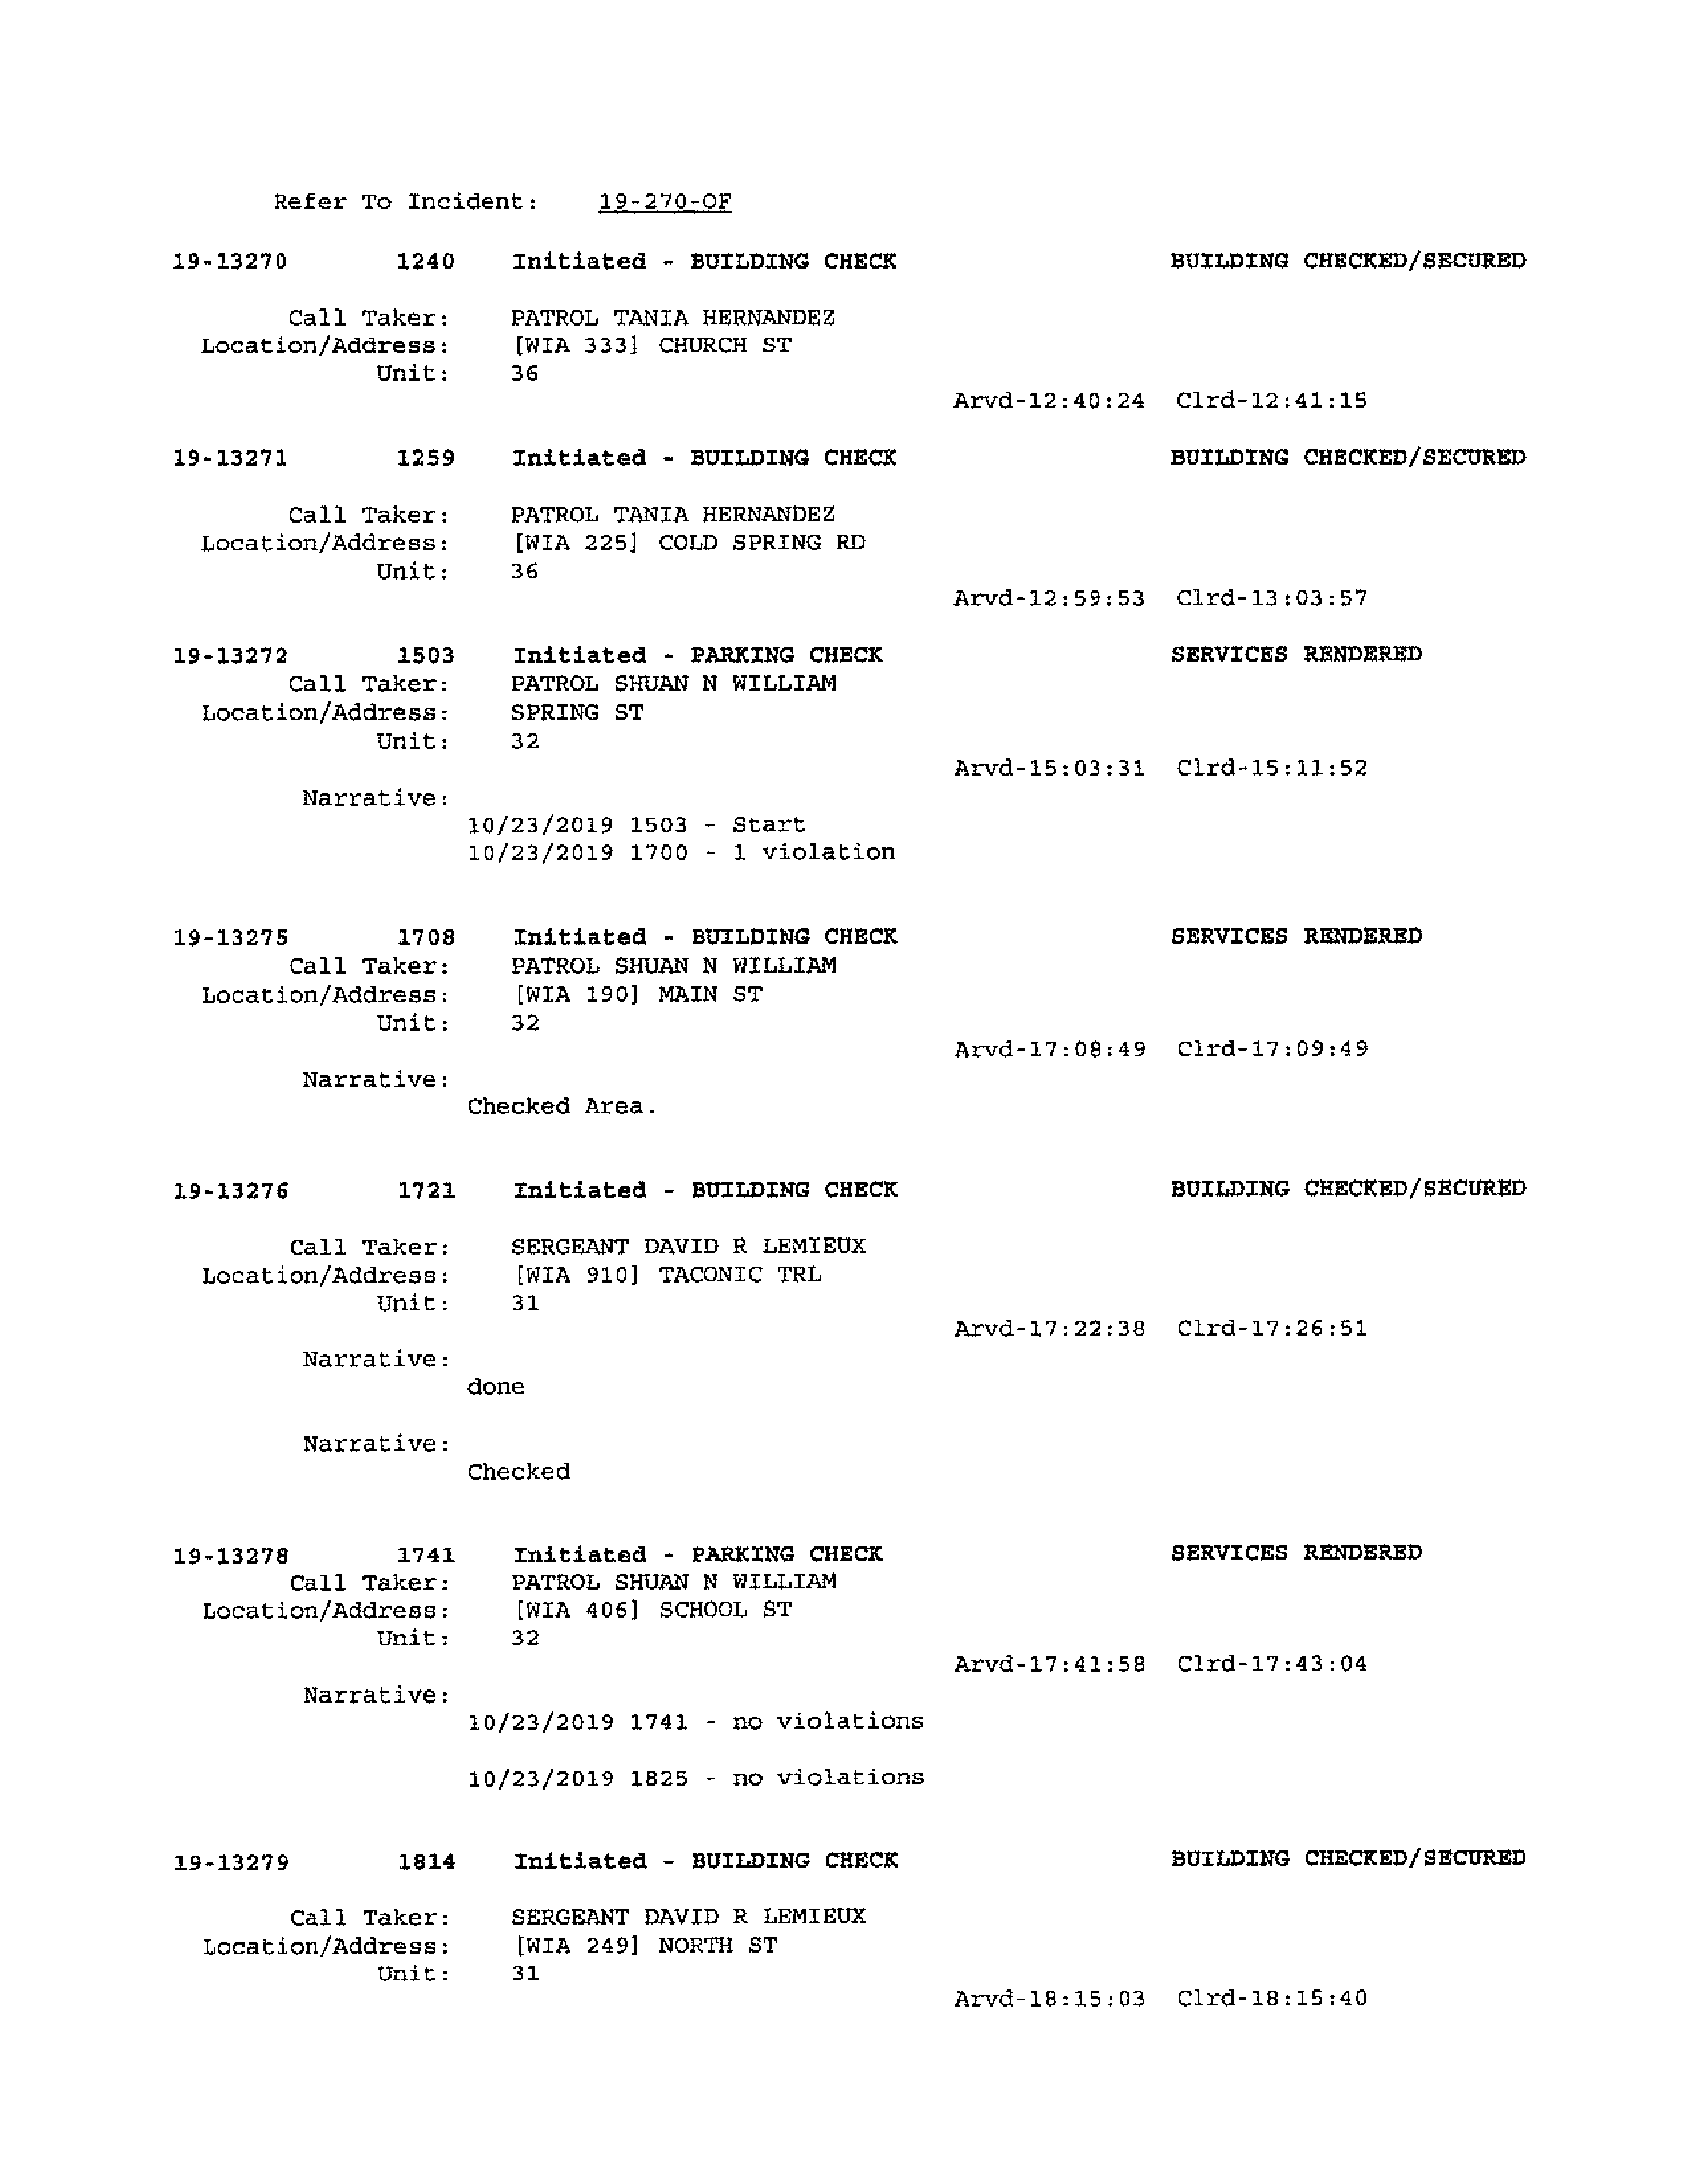 Refer To Incident: 19-270-OF
19-13270 1240 Initiated - BUILDING CHECK BUILDING CHECKED/SECURED
Call Taker: PATROL TANIA HERNANDEZ
Location/Address: [WIA 333] CHURCH ST
Unit: 36
Arvd-12:40:24 Clrd-12:41:15
19-13271 1259 Initiated - BUILDING CHECK BUILDING CHECKED/SECURED
Call Taker: PATROL TANIA HERNANDEZ
Location/Address: [WIA 225] COLD SPRING RD
Unit: 36
Arvd-12:59:53 Clrd-13:03:57
19-13272 1503 Initiated - PARKING CHECK SERVICES RENDERED
Call Taker: PATROL SHUAN N WILLIAM
Location/Address: SPRING ST
Unit: 32
Arvd-15:03:31 Clrd-15:11:52
Narrative:
10/23/2019 1503 - Start
10/23/2019 1700 - 1 violation
19-13275 1708 Initiated - BUILDING CHECK SERVICES RENDERED
Call Taker: PATROL SHUAN N WILLIAM
Location/Address: [WIA 190] MAIN ST
Unit: 32
Arvd-17:08:49 Clrd-17:09:49
Narrative:
Checked Area.
19-13276 1721 Initiated - BUILDING CHECK BUILDING CHECKED/SECURED
Call Taker: SERGEANT DAVID R LEMIEUX
Location/Address: [WIA 910] TACONIC TRL
Unit: 31
Arvd-17:22:38 Clrd-17:26:51
Narrative:
done
Narrative:
Checked
19-13278 1741 Initiated - PARKING CHECK SERVICES RENDERED
Call Taker: PATROL SHUAN N WILLIAM
Location/Address: [WIA 406] SCHOOL ST
Unit: 32
Arvd-17:41:58 Clrd-17:43:04
Narrative:
10/23/2019 1741 - no violations
10/23/2019 1825 - no violations
19-13279 1814 Initiated - BUILDING CHECK BUILDING CHECKED/SECURED
Call Taker: SERGEANT DAVID R LEMIEUX
Location/Address: [WIA 249] NORTH ST
Unit: 31
Arvd-18:15:03 Clrd-18:15:40